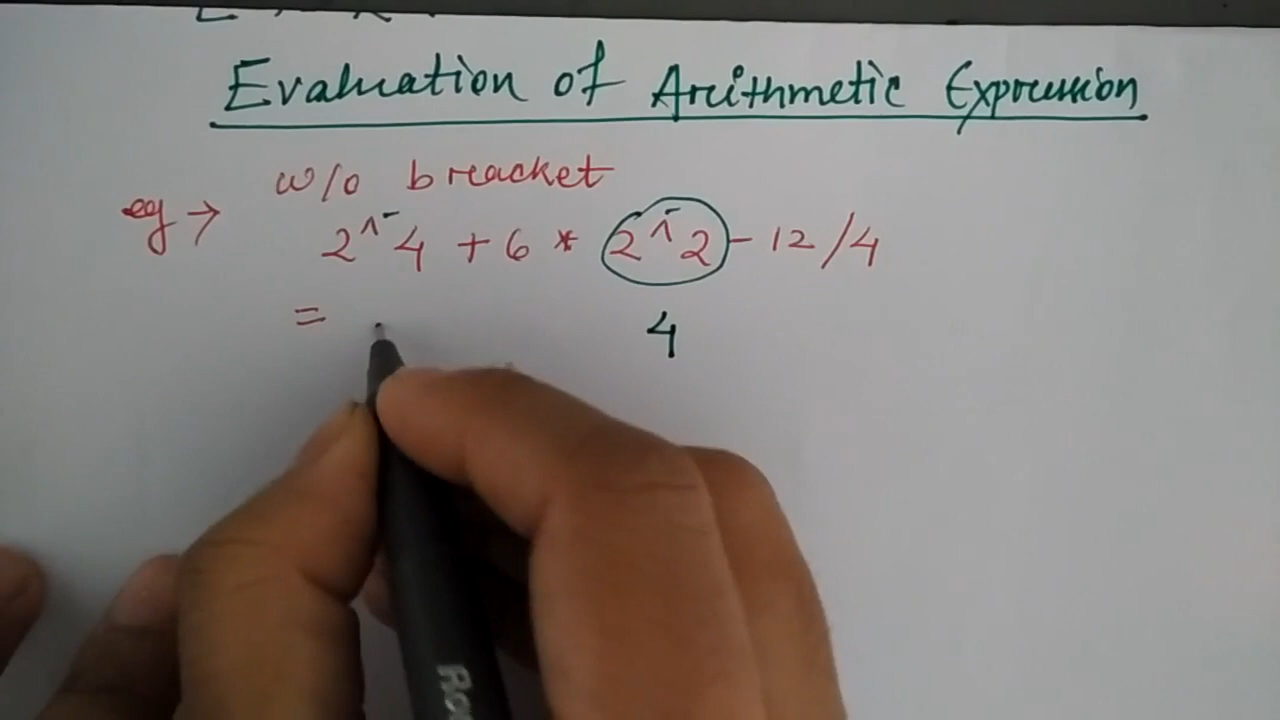 Evaluation of Arithmetic Expression
w/o bracket
eg → 2^4 + 6 * 2^2 - 12/4
= 4